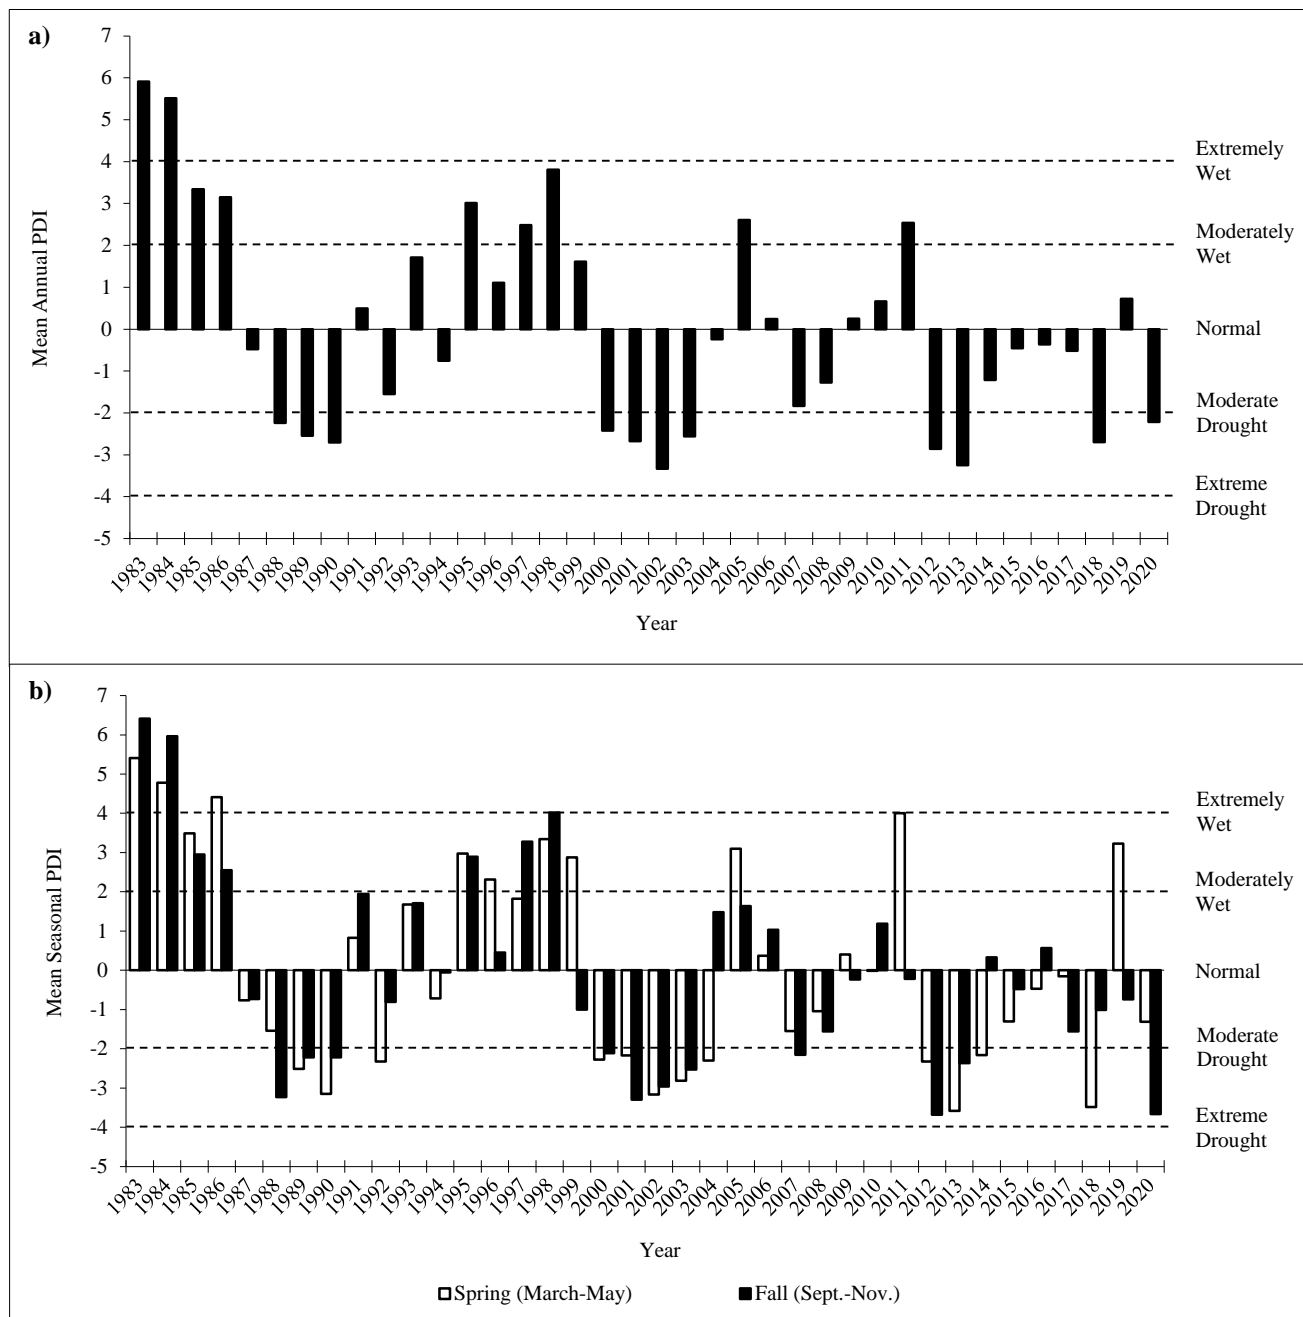 a)
7
6
5
4
3
2
1
0
-1
-2
-3
-4
-5
Mean Annual PDI
Extremely
Wet
Moderately
Wet
Normal
Moderate
Drought
Extreme
Drought
1983 1984 1985 1986 1987 1988 1989 1990 1991 1992 1993 1994 1995 1996 1997 1998 1999 2000 2001 2002 2003 2004 2005 2006 2007 2008 2009 2010 2011 2012 2013 2014 2015 2016 2017 2018 2019 2020
Year
b)
7
6
5
4
3
2
1
0
-1
-2
-3
-4
-5
Mean Seasonal PDI
Extremely
Wet
Moderately
Wet
Normal
Moderate
Drought
Extreme
Drought
1983 1984 1985 1986 1987 1988 1989 1990 1991 1992 1993 1994 1995 1996 1997 1998 1999 2000 2001 2002 2003 2004 2005 2006 2007 2008 2009 2010 2011 2012 2013 2014 2015 2016 2017 2018 2019 2020
Year
Spring (March-May) Fall (Sept.-Nov.)